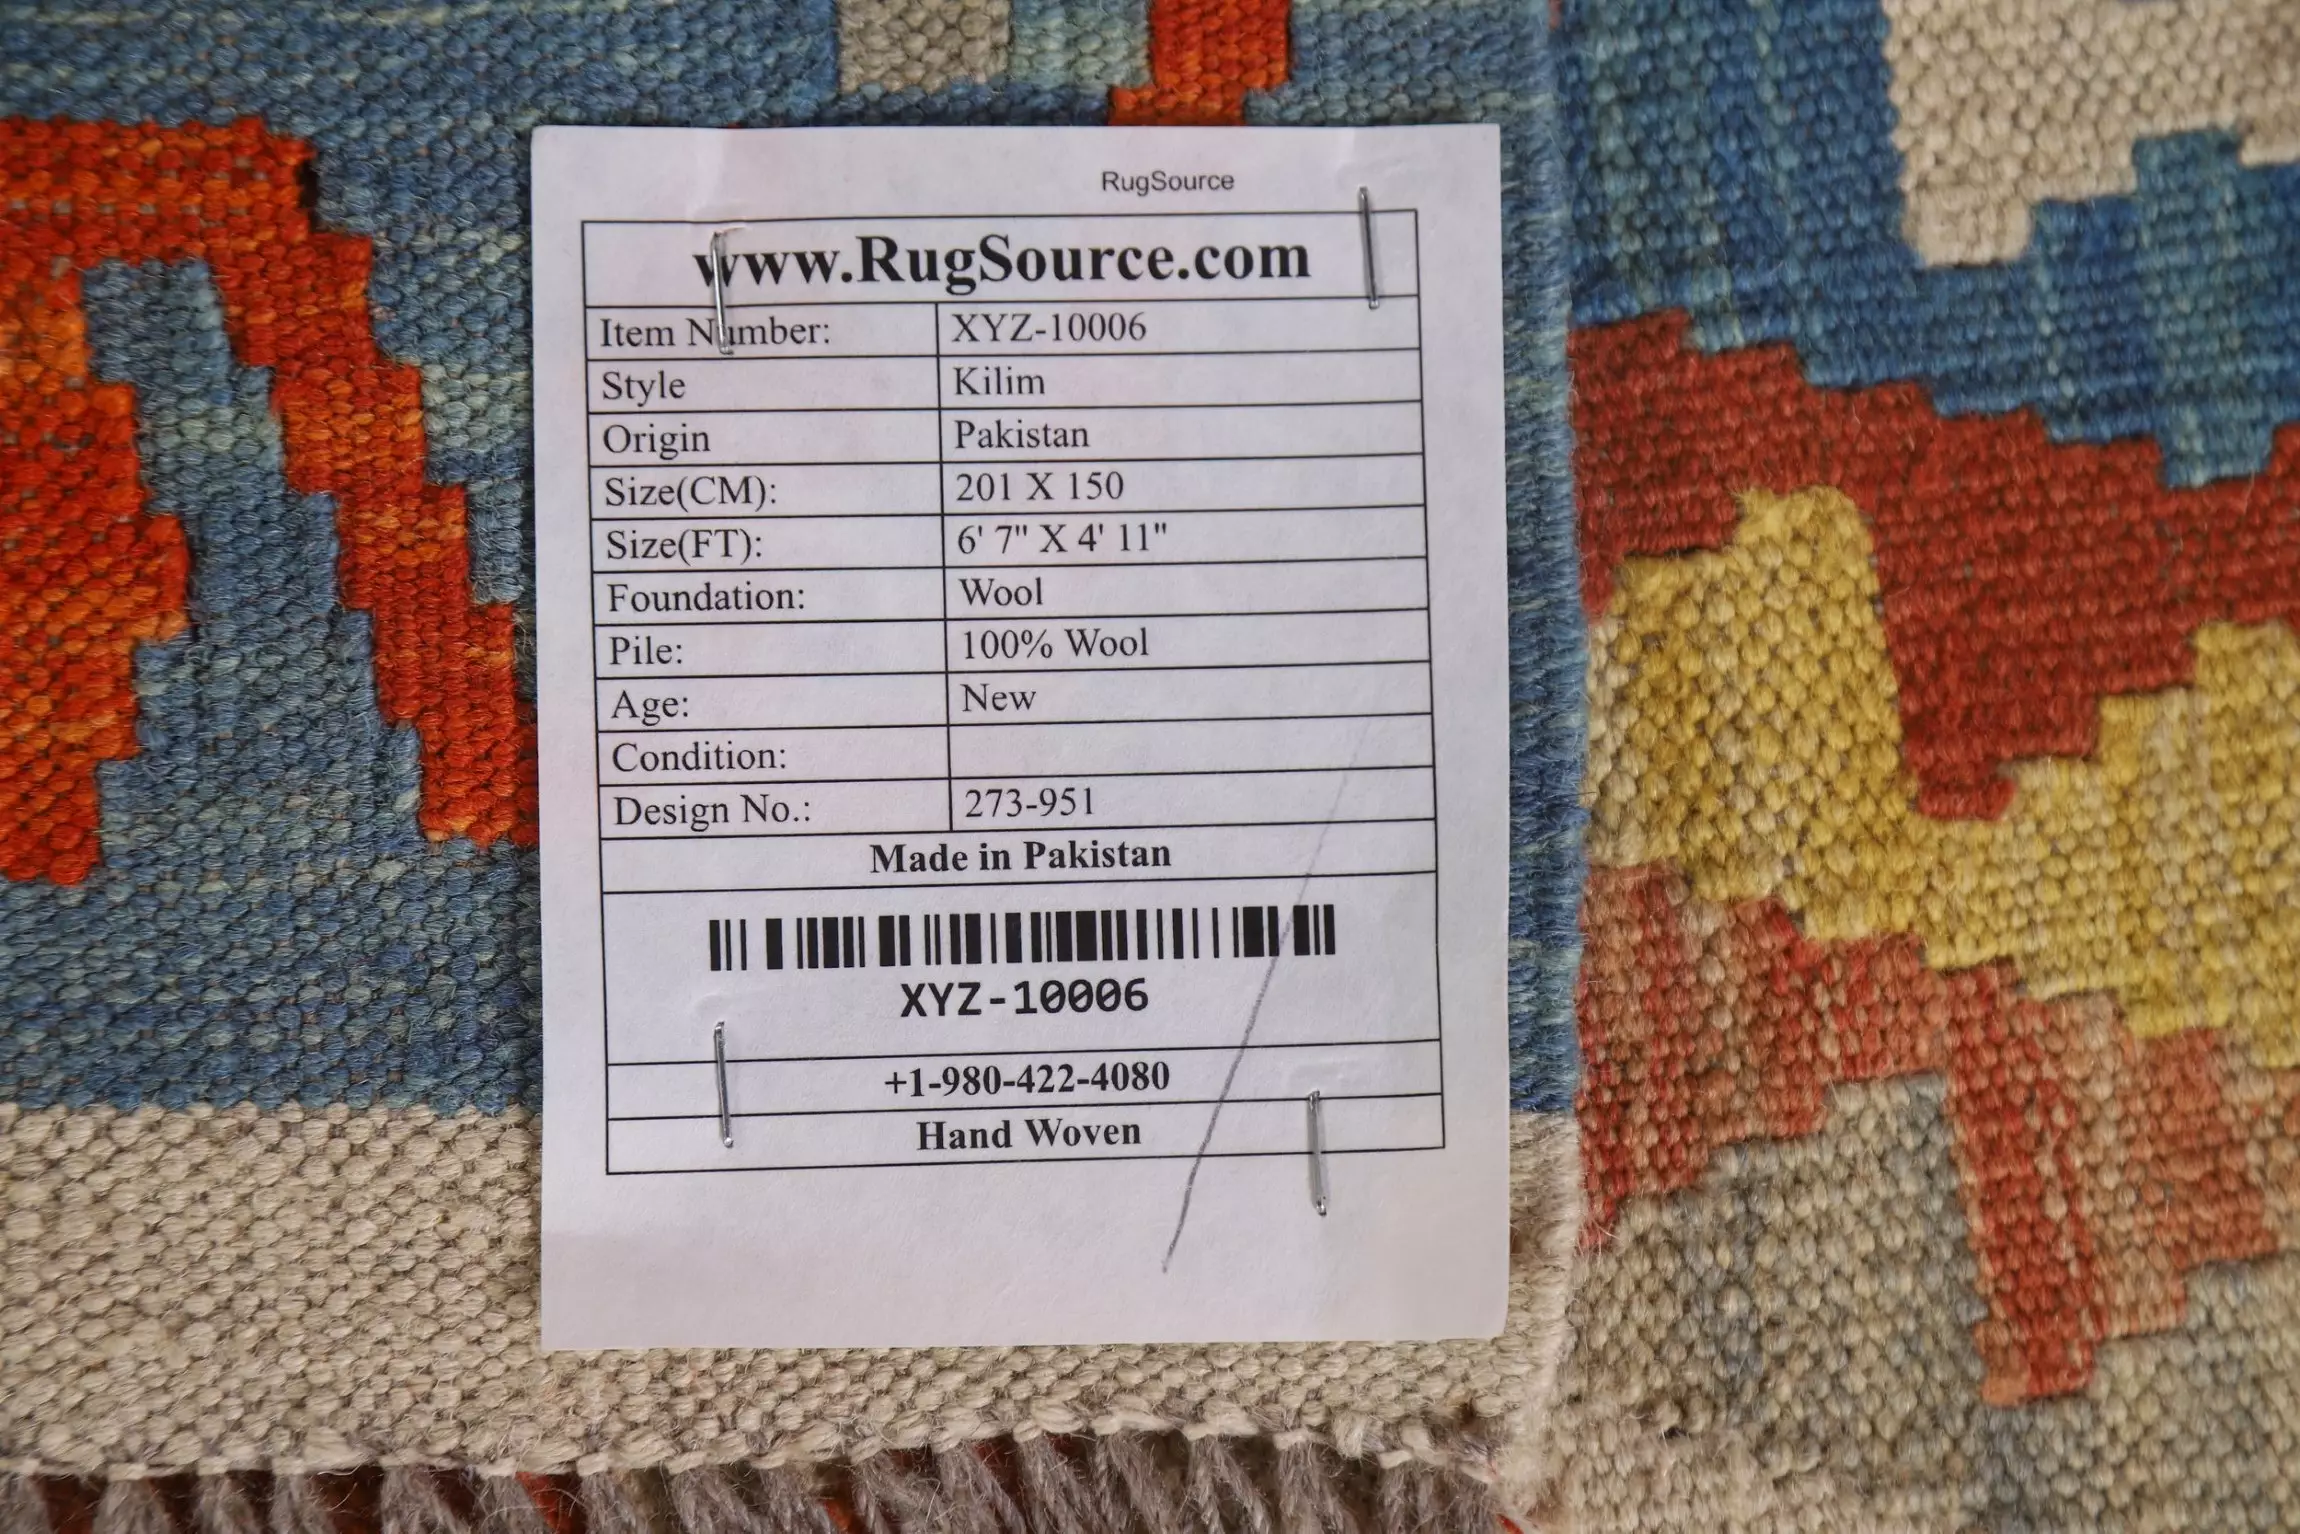 RugSource
www.RugSource.com
Item Number: XYZ-10006
Style Kilim
Origin Pakistan
Size(CM): 201 X 150
Size(FT): 6' 7" X 4' 11"
Foundation: Wool
Pile: 100% Wool
Age: New
Condition:
Design No.: 273-951
Made in Pakistan
XYZ-10006
+1-980-422-4080
Hand Woven